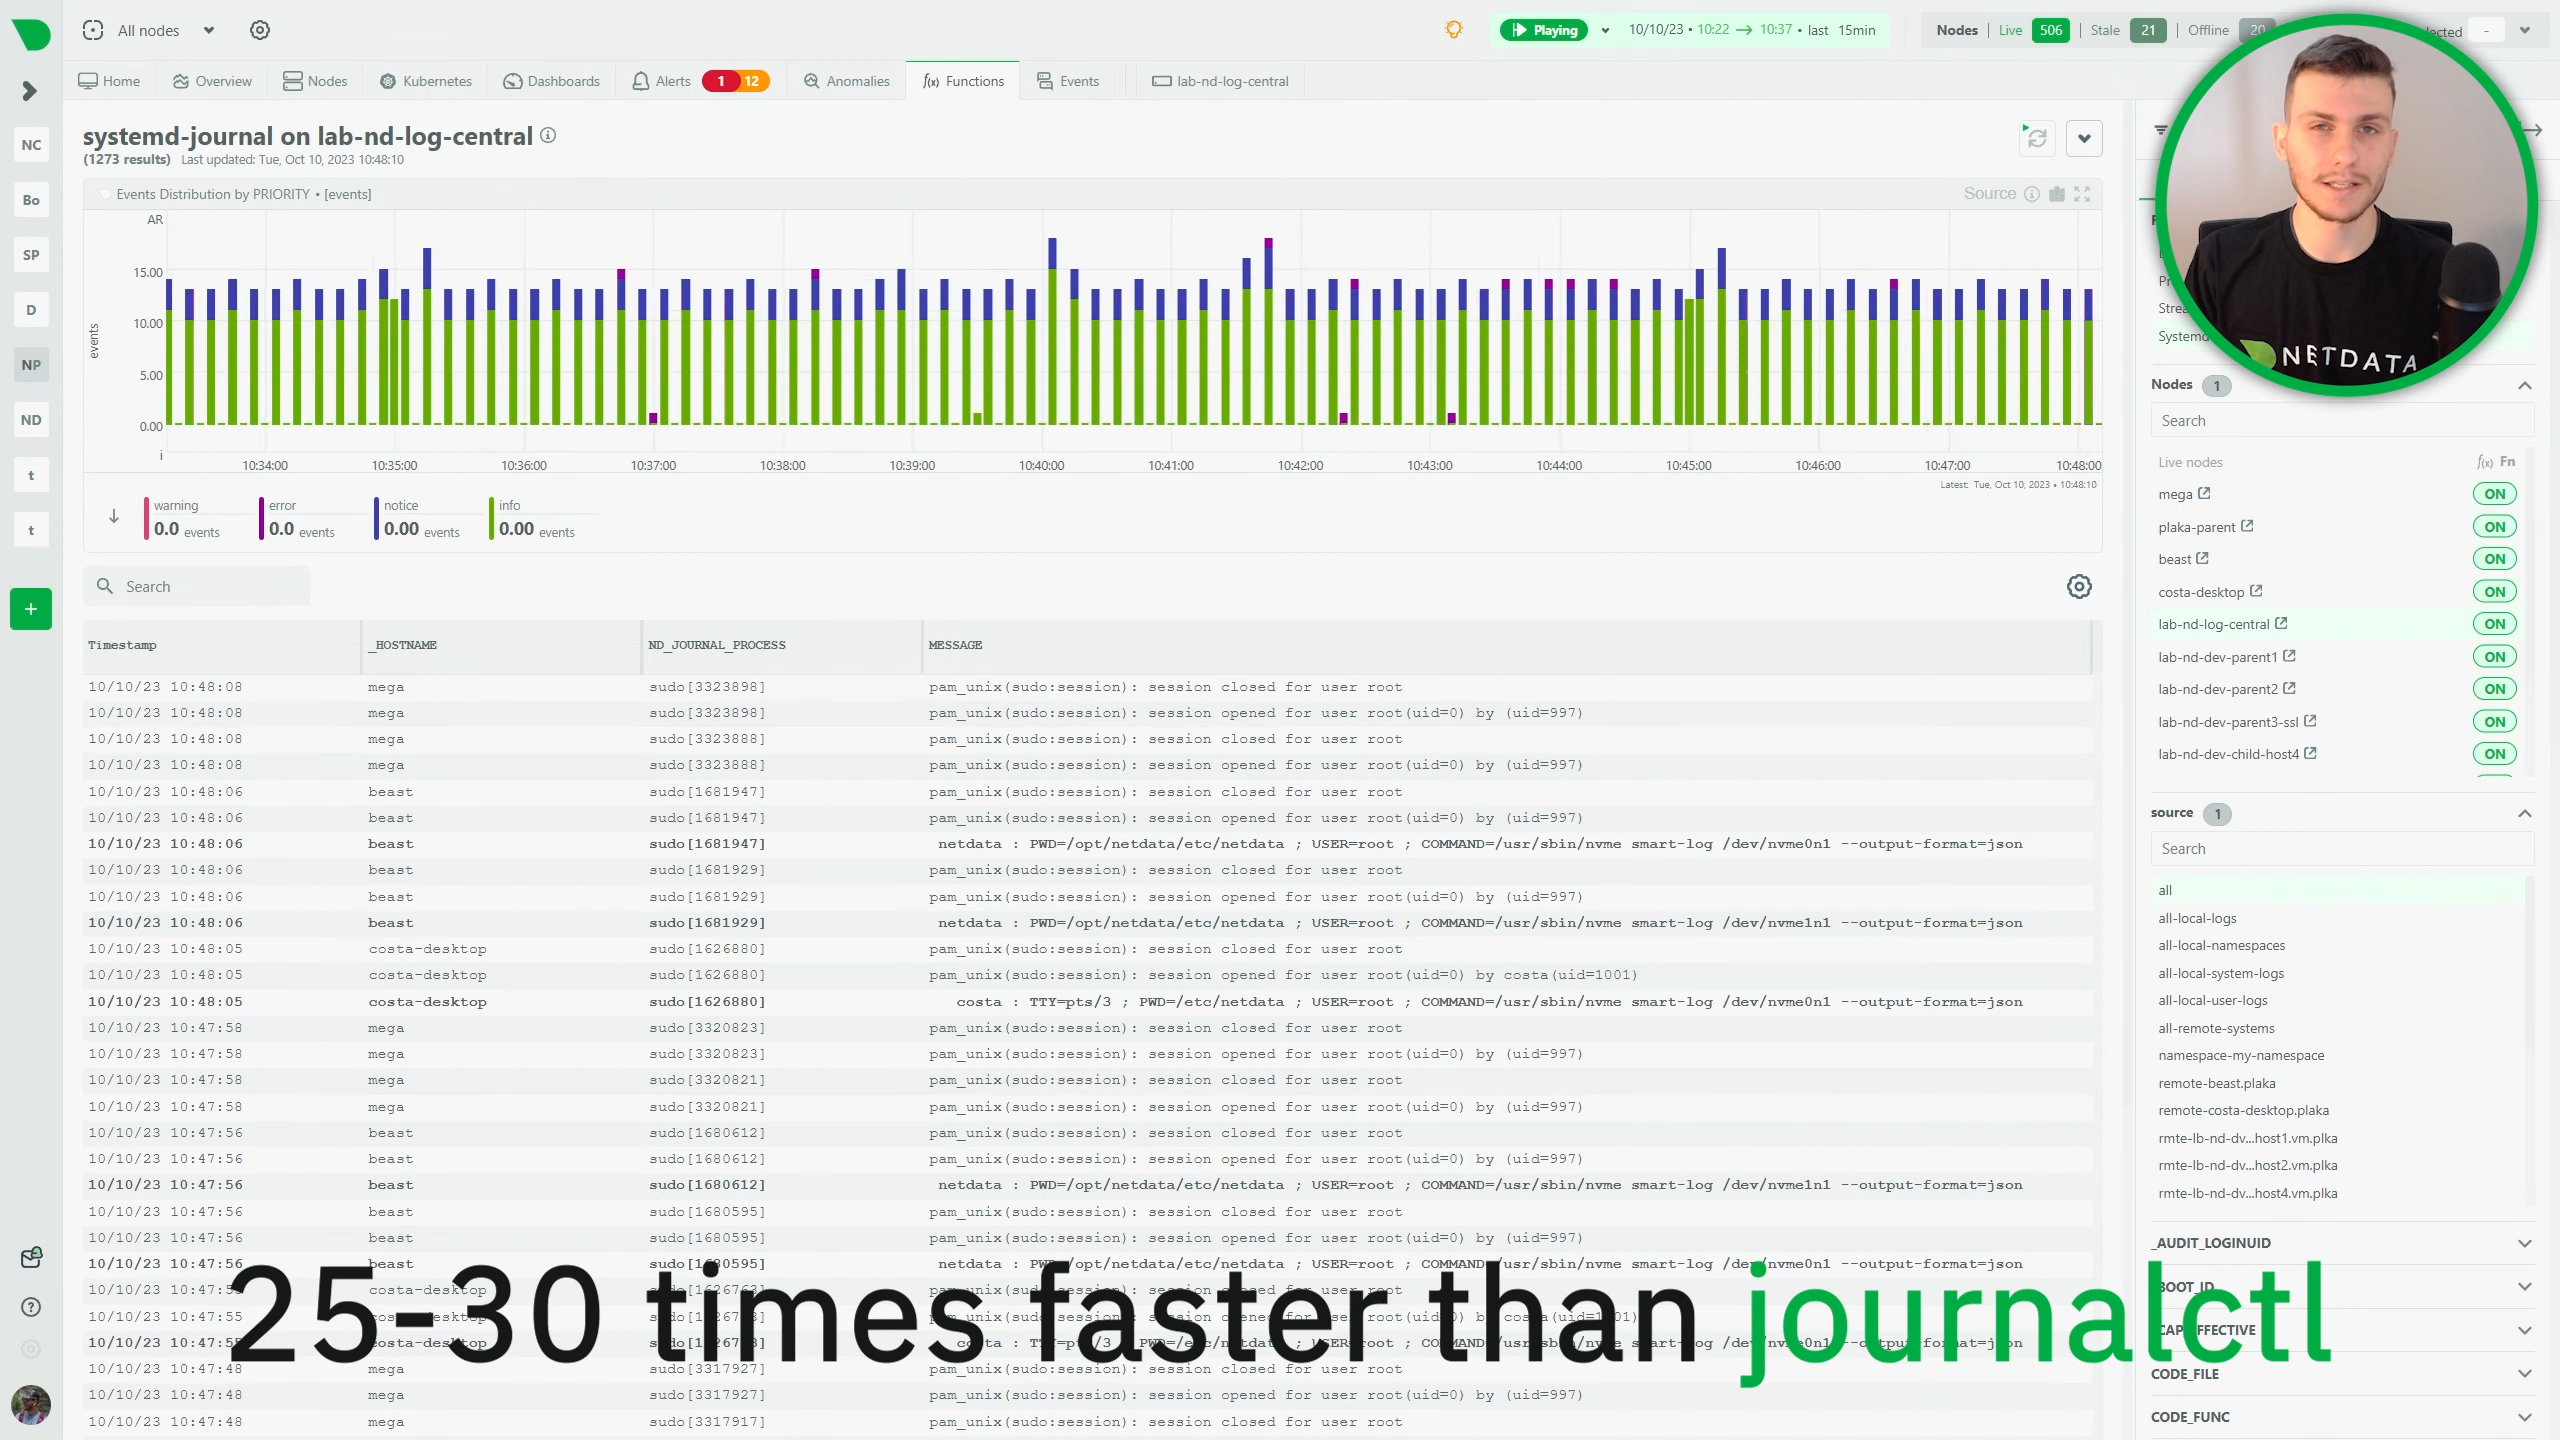 All nodes
Playing
10/10/23 • 10:22 → 10:37 • last 15min
Nodes | Live 506 | Stale 21 | Offline 20
-
Home
Overview
Nodes
Kubernetes
Dashboards
Alerts 1 12
Anomalies
f(x) Functions
Events
lab-nd-log-central
NC
Bo
SP
D
NP
ND
t
t
+
systemd-journal on lab-nd-log-central
(1273 results) Last updated: Tue, Oct 10, 2023 10:48:10
Events Distribution by PRIORITY • [events]
Source
AR
15.00
10.00
5.00
0.00
i
events
10:34:00 10:35:00 10:36:00 10:37:00 10:38:00 10:39:00 10:40:00 10:41:00 10:42:00 10:43:00 10:44:00 10:45:00 10:46:00 10:47:00 10:48:00
Latest: Tue, Oct 10, 2023 • 10:48:10
warning error notice info
0.0 events 0.0 events 0.00 events 0.00 events
Search
Timestamp _HOSTNAME ND_JOURNAL_PROCESS MESSAGE
10/10/23 10:48:08 mega sudo[3323898] pam_unix(sudo:session): session closed for user root
10/10/23 10:48:08 mega sudo[3323898] pam_unix(sudo:session): session opened for user root(uid=0) by (uid=997)
10/10/23 10:48:08 mega sudo[3323888] pam_unix(sudo:session): session closed for user root
10/10/23 10:48:08 mega sudo[3323888] pam_unix(sudo:session): session opened for user root(uid=0) by (uid=997)
10/10/23 10:48:06 beast sudo[1681947] pam_unix(sudo:session): session closed for user root
10/10/23 10:48:06 beast sudo[1681947] pam_unix(sudo:session): session opened for user root(uid=0) by (uid=997)
10/10/23 10:48:06 beast sudo[1681947] netdata : PWD=/opt/netdata/etc/netdata ; USER=root ; COMMAND=/usr/sbin/nvme smart-log /dev/nvme0n1 --output-format=json
10/10/23 10:48:06 beast sudo[1681929] pam_unix(sudo:session): session closed for user root
10/10/23 10:48:06 beast sudo[1681929] pam_unix(sudo:session): session opened for user root(uid=0) by (uid=997)
10/10/23 10:48:06 beast sudo[1681929] netdata : PWD=/opt/netdata/etc/netdata ; USER=root ; COMMAND=/usr/sbin/nvme smart-log /dev/nvme1n1 --output-format=json
10/10/23 10:48:05 costa-desktop sudo[1626880] pam_unix(sudo:session): session closed for user root
10/10/23 10:48:05 costa-desktop sudo[1626880] pam_unix(sudo:session): session opened for user root(uid=0) by costa(uid=1001)
10/10/23 10:48:05 costa-desktop sudo[1626880] costa : TTY=pts/3 ; PWD=/etc/netdata ; USER=root ; COMMAND=/usr/sbin/nvme smart-log /dev/nvme0n1 --output-format=json
10/10/23 10:47:58 mega sudo[3320823] pam_unix(sudo:session): session closed for user root
10/10/23 10:47:58 mega sudo[3320823] pam_unix(sudo:session): session opened for user root(uid=0) by (uid=997)
10/10/23 10:47:58 mega sudo[3320821] pam_unix(sudo:session): session closed for user root
10/10/23 10:47:58 mega sudo[3320821] pam_unix(sudo:session): session opened for user root(uid=0) by (uid=997)
10/10/23 10:47:56 beast sudo[1680612] pam_unix(sudo:session): session closed for user root
10/10/23 10:47:56 beast sudo[1680612] pam_unix(sudo:session): session opened for user root(uid=0) by (uid=997)
10/10/23 10:47:56 beast sudo[1680612] netdata : PWD=/opt/netdata/etc/netdata ; USER=root ; COMMAND=/usr/sbin/nvme smart-log /dev/nvme1n1 --output-format=json
10/10/23 10:47:56 beast sudo[1680595] pam_unix(sudo:session): session closed for user root
10/10/23 10:47:56 beast sudo[1680595] pam_unix(sudo:session): session opened for user root(uid=0) by (uid=997)
10/10/23 10:47:56 beast sudo[1680595] netdata : PWD=/opt/netdata/etc/netdata ; USER=root ; COMMAND=/usr/sbin/nvme smart-log /dev/nvme0n1 --output-format=json
25-30 times faster than journalctl
10/10/23 10:47:48 mega sudo[3317927] pam_unix(sudo:session): session closed for user root
10/10/23 10:47:48 mega sudo[3317927] pam_unix(sudo:session): session opened for user root(uid=0) by (uid=997)
10/10/23 10:47:48 mega sudo[3317917] pam_unix(sudo:session): session closed for user root
NETDATA
Nodes 1
Search
Live nodes f(x) Fn
mega ON
plaka-parent ON
beast ON
costa-desktop ON
lab-nd-log-central ON
lab-nd-dev-parent1 ON
lab-nd-dev-parent2 ON
lab-nd-dev-parent3-ssl ON
lab-nd-dev-child-host4 ON
source 1
Search
all
all-local-logs
all-local-namespaces
all-local-system-logs
all-local-user-logs
all-remote-systems
namespace-my-namespace
remote-beast.plaka
remote-costa-desktop.plaka
rmte-lb-nd-dv...host1.vm.plka
rmte-lb-nd-dv...host2.vm.plka
rmte-lb-nd-dv...host4.vm.plka
_AUDIT_LOGINUID
CODE_FILE
CODE_FUNC